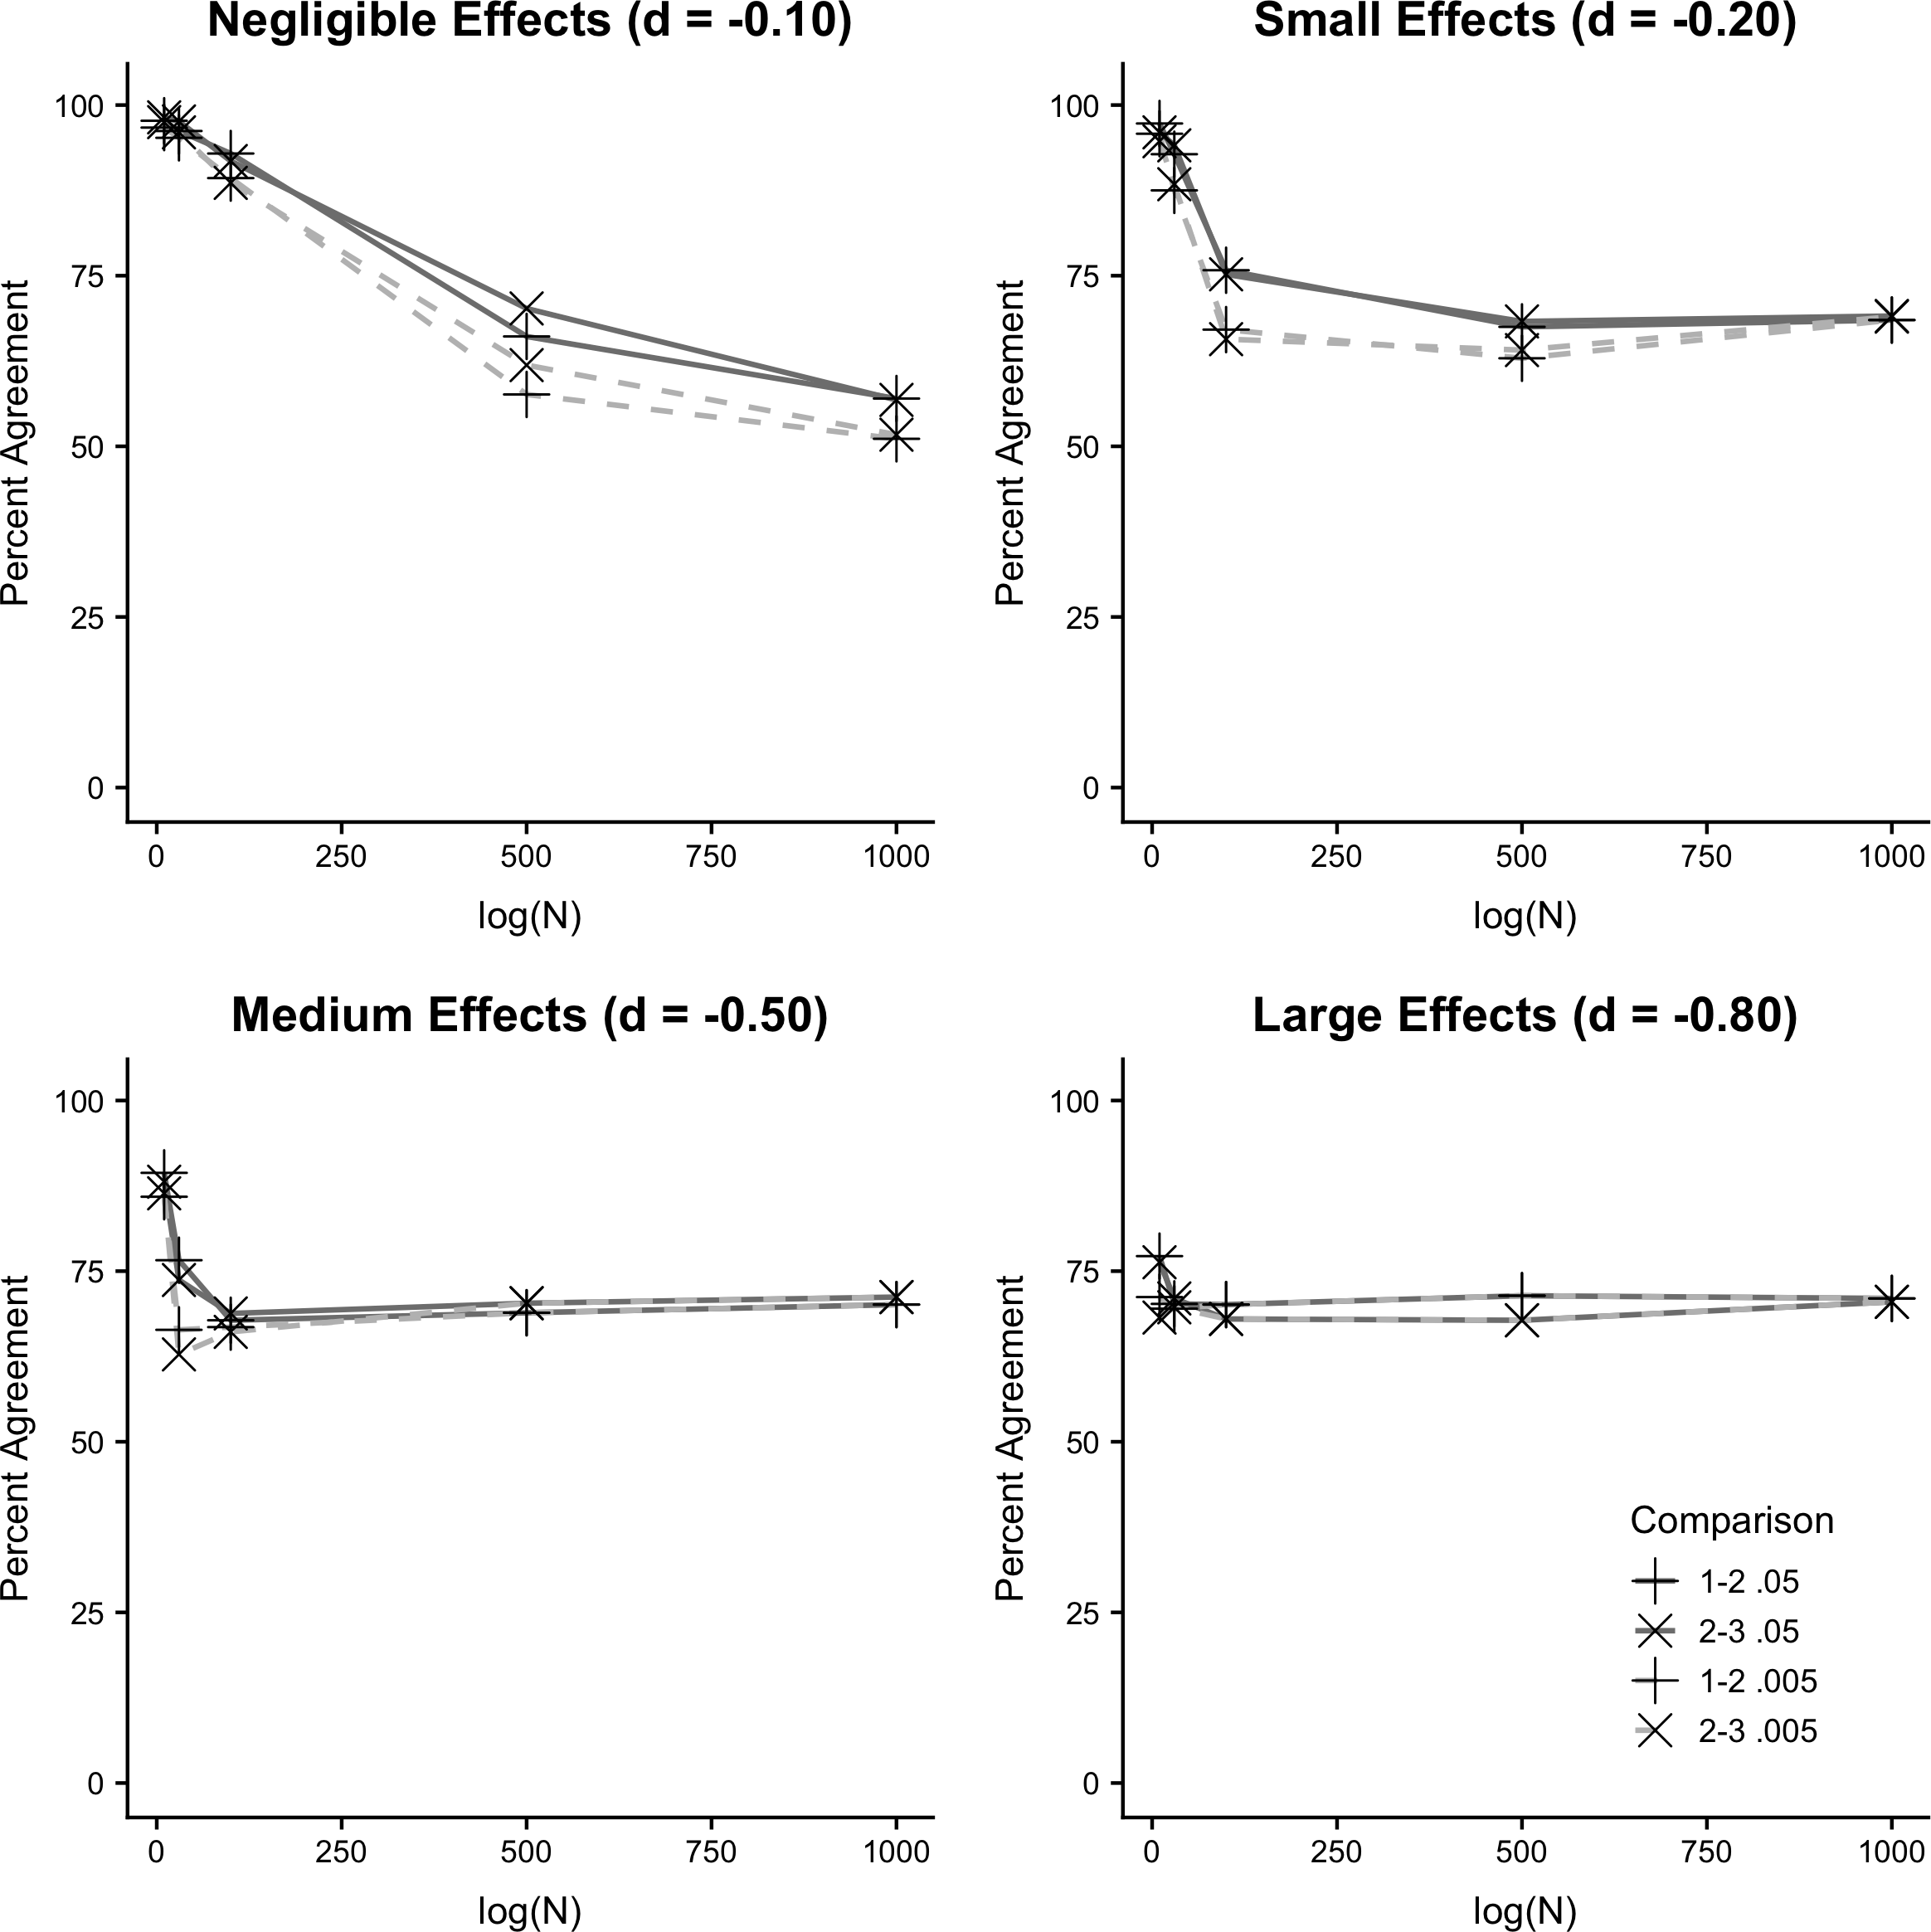 Negligible Effects (d = -0.10)
100
75
50
25
0
Percent Agreement
0 250 500 750 1000
log(N)
Small Effects (d = -0.20)
100
75
50
25
0
Percent Agreement
0 250 500 750 1000
log(N)
Medium Effects (d = -0.50)
100
75
50
25
0
Percent Agreement
0 250 500 750 1000
log(N)
Large Effects (d = -0.80)
100
75
50
25
0
Percent Agreement
Comparison
1-2 .05
2-3 .05
1-2 .005
2-3 .005
0 250 500 750 1000
log(N)